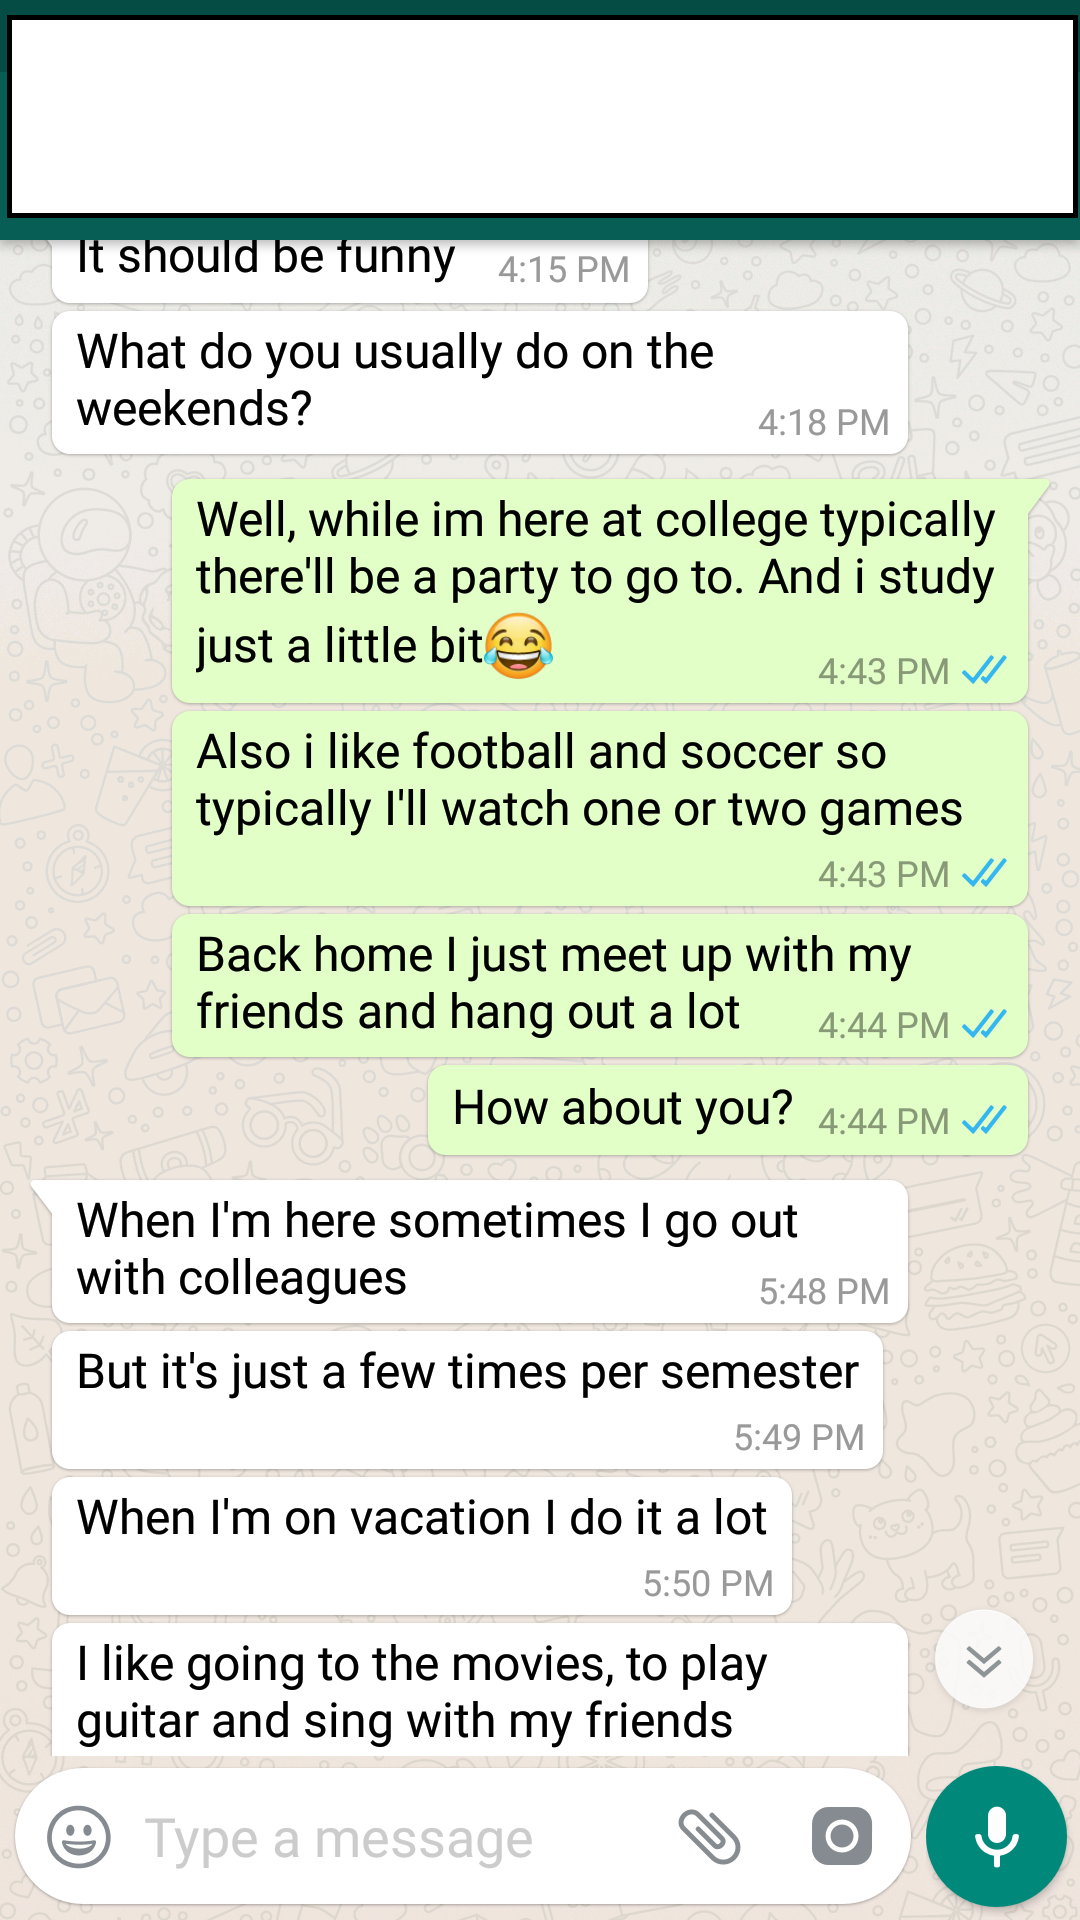 It should be funny 4:15 PM
What do you usually do on the
weekends? 4:18 PM
Well, while im here at college typically
there'll be a party to go to. And i study
just a little bit😂 4:43 PM
Also i like football and soccer so
typically I'll watch one or two games
4:43 PM
Back home I just meet up with my
friends and hang out a lot 4:44 PM
How about you? 4:44 PM
When I'm here sometimes I go out
with colleagues 5:48 PM
But it's just a few times per semester
5:49 PM
When I'm on vacation I do it a lot
5:50 PM
I like going to the movies, to play
guitar and sing with my friends
Type a message